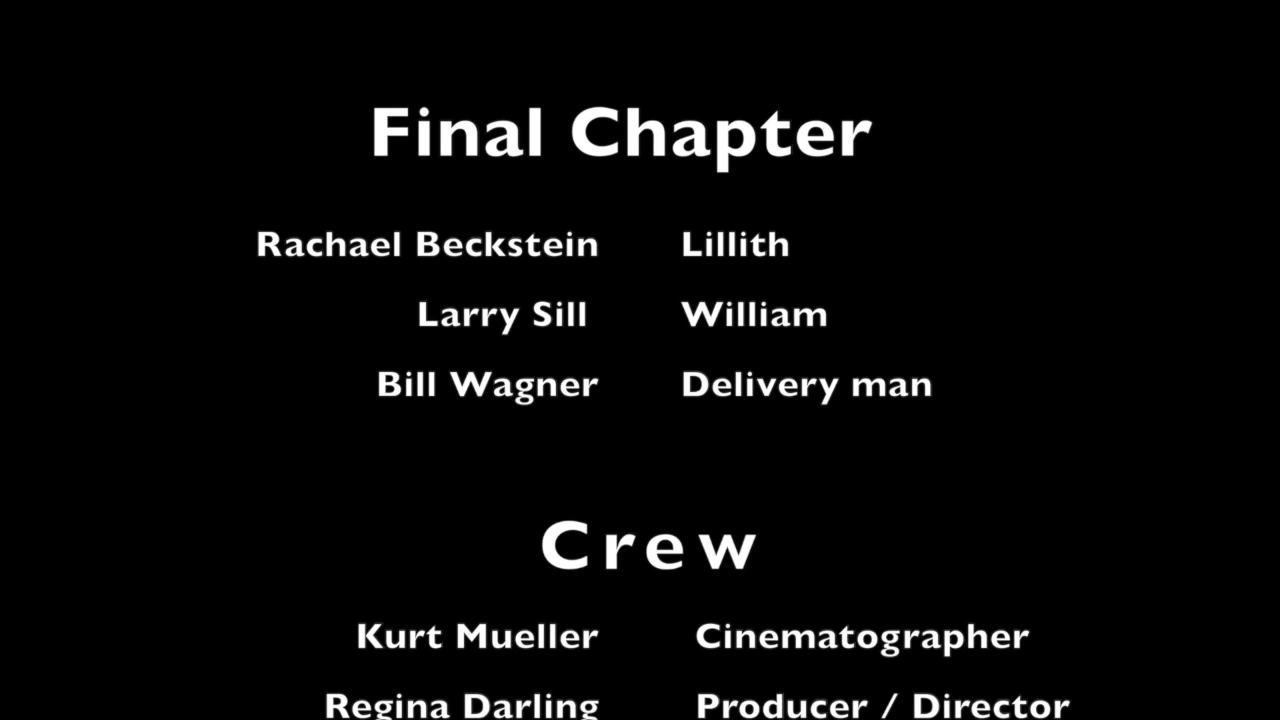 Final Chapter
Rachael Beckstein Lillith
Larry Sill William
Bill Wagner Delivery man
Crew
Kurt Mueller Cinematographer
Regina Darling Producer / Director